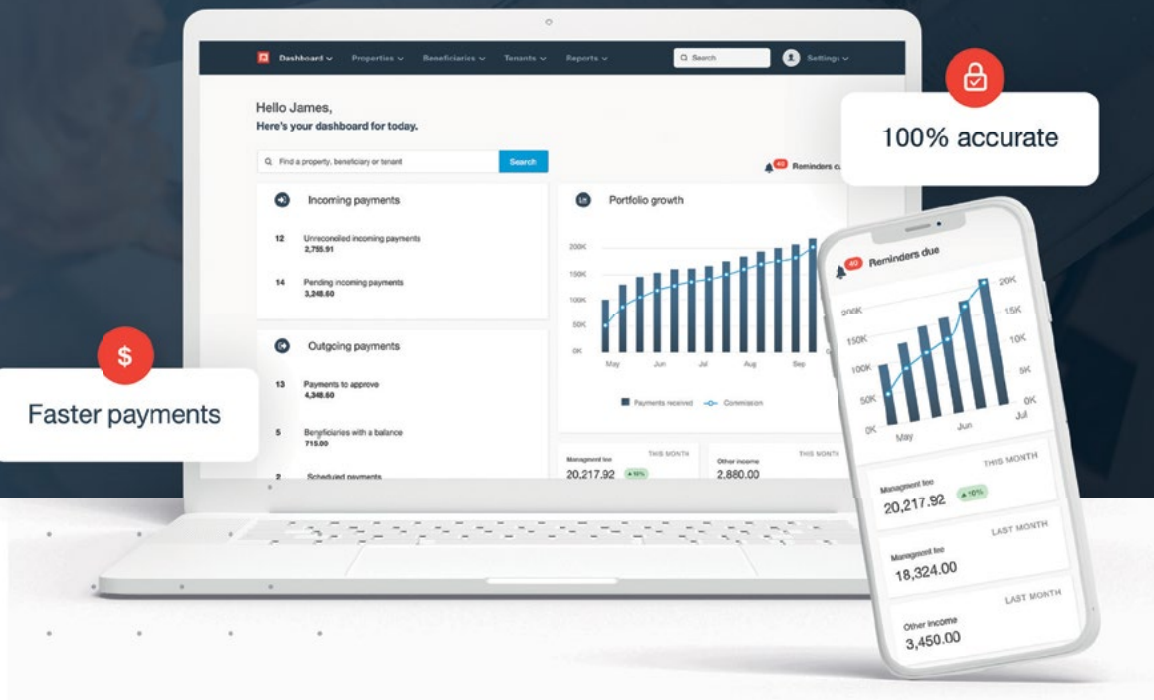 Dashboard Properties Beneficiaries Tenants Reports Search Settings
Hello James,
Here's your dashboard for today.
Find a property, beneficiary or tenant Search
40 Reminders
100% accurate
Incoming payments
12 Unreconciled incoming payments
2,755.91
14 Pending incoming payments
3,248.60
Outgoing payments
13 Payments to approve
4,348.60
5 Beneficiaries with a balance
715.00
2 Scheduled payments
Portfolio growth
200K
150K
100K
50K
0K
May Jun Jul Aug Sep
Payments received Commission
Managment fee THIS MONTH
20,217.92 10%
Other income THIS MONTH
2,880.00
$
Faster payments
40 Reminders due
200K 20K
150K 15K
100K 10K
50K 5K
0K 0K
May Jun Jul
THIS MONTH
Managment fee
20,217.92 10%
LAST MONTH
Managment fee
18,324.00
LAST MONTH
Other income
3,450.00